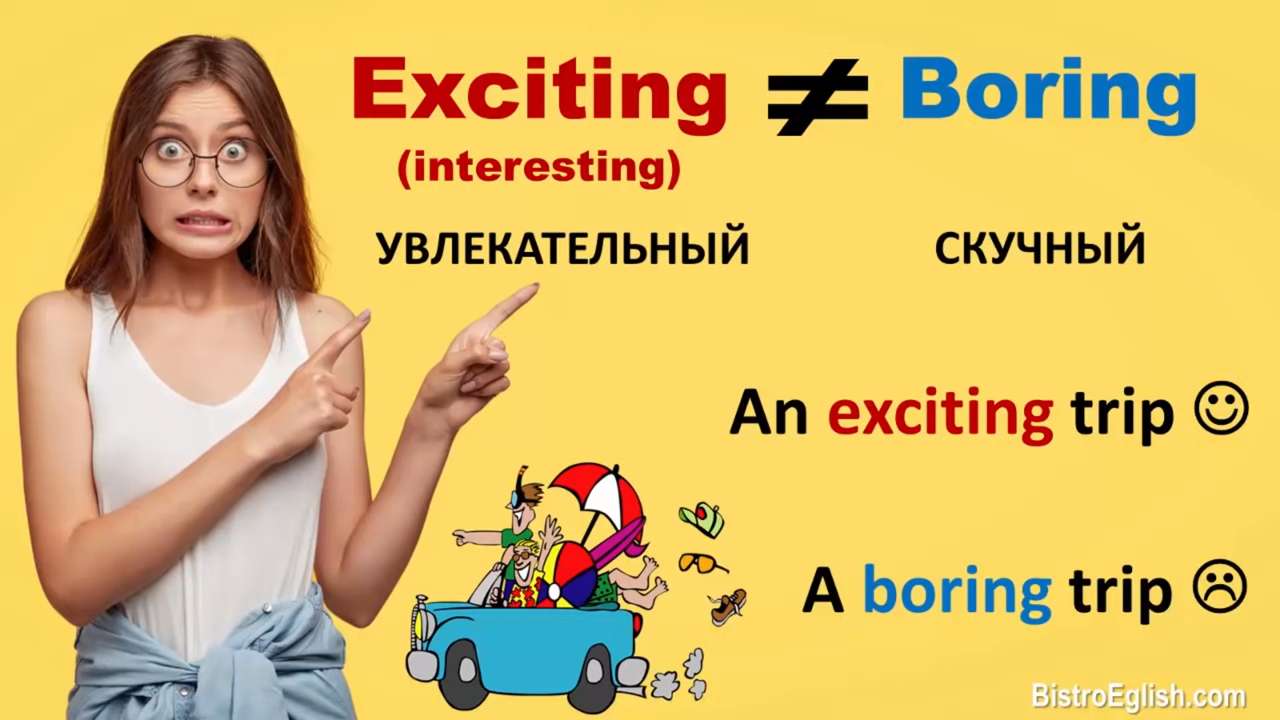 Exciting ≠ Boring
(interesting)
УВЛЕКАТЕЛЬНЫЙ СКУЧНЫЙ
An exciting trip ☺
A boring trip ☹
BistroEglish.com